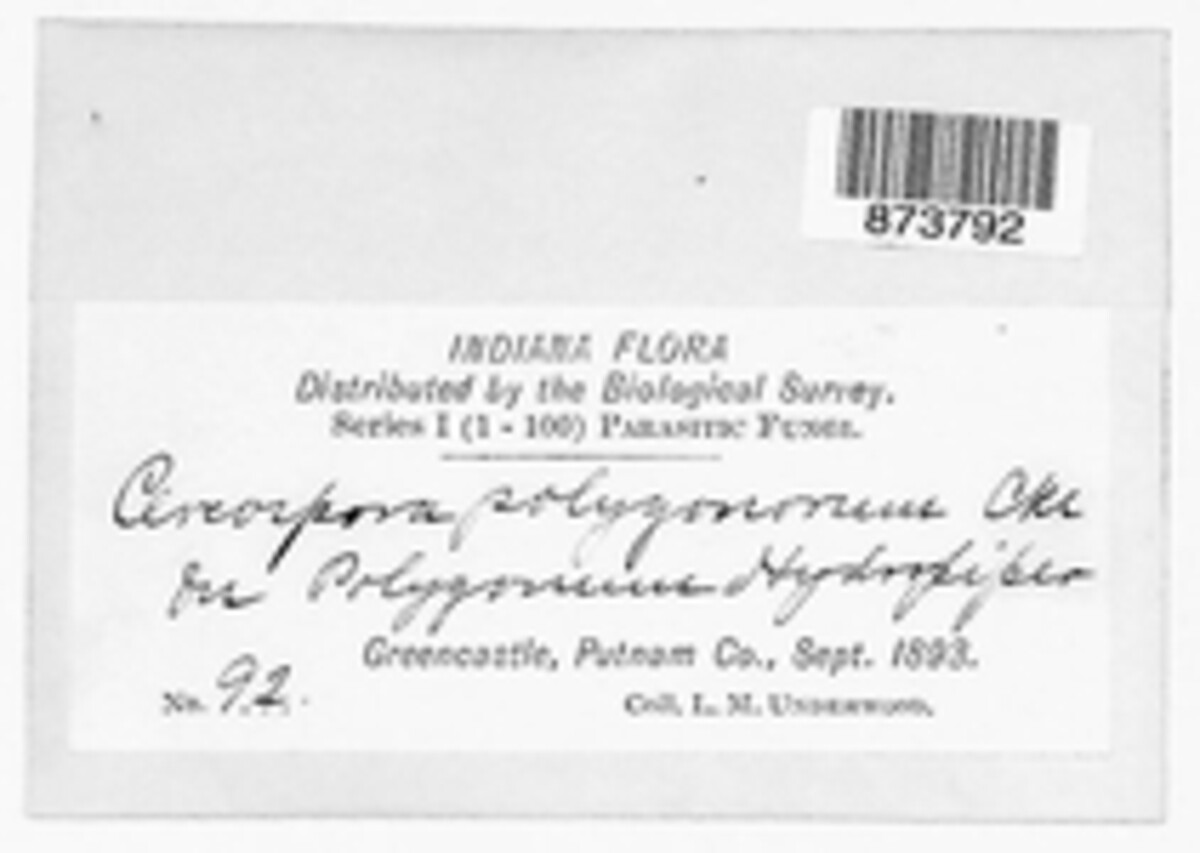 873792
INDIANA FLORA
Distributed by the Biological Survey.
Series I (1 - 100) PARASITIC FUNGI.
Cercospora polygonorum Cke
On Polygonum Hydropiper
Greencastle, Putnam Co., Sept. 1893.
No. 92.
Coll. L. M. UNDERWOOD.